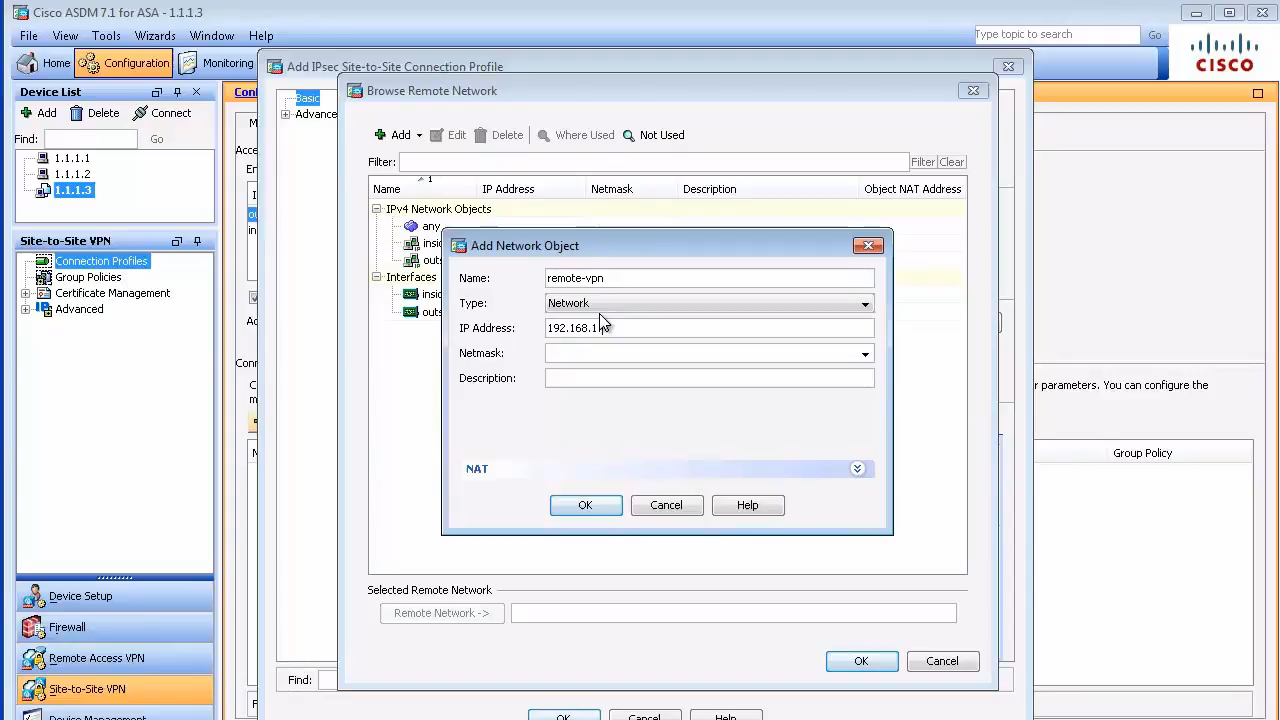 Cisco ASDM 7.1 for ASA - 1.1.1.3
File View Tools Wizards Window Help
Type topic to search Go
CISCO
Home Configuration Monitoring
Add IPsec Site-to-Site Connection Profile
Device List
Add Delete Connect
Find: Go
1.1.1.1
1.1.1.2
1.1.1.3
Site-to-Site VPN
Connection Profiles
Group Policies
Certificate Management
Advanced
Device Setup
Firewall
Remote Access VPN
Site-to-Site VPN
Basic
Browse Remote Network
Add Edit Delete Where Used Not Used
Filter: Filter Clear
Name 1 IP Address Netmask Description Object NAT Address
IPv4 Network Objects
any
Interfaces
Add Network Object
Name: remote-vpn
Type: Network
IP Address: 192.168.1
Netmask:
Description:
NAT
OK Cancel Help
Selected Remote Network
Remote Network ->
OK Cancel
Find:
r parameters. You can configure the
Group Policy